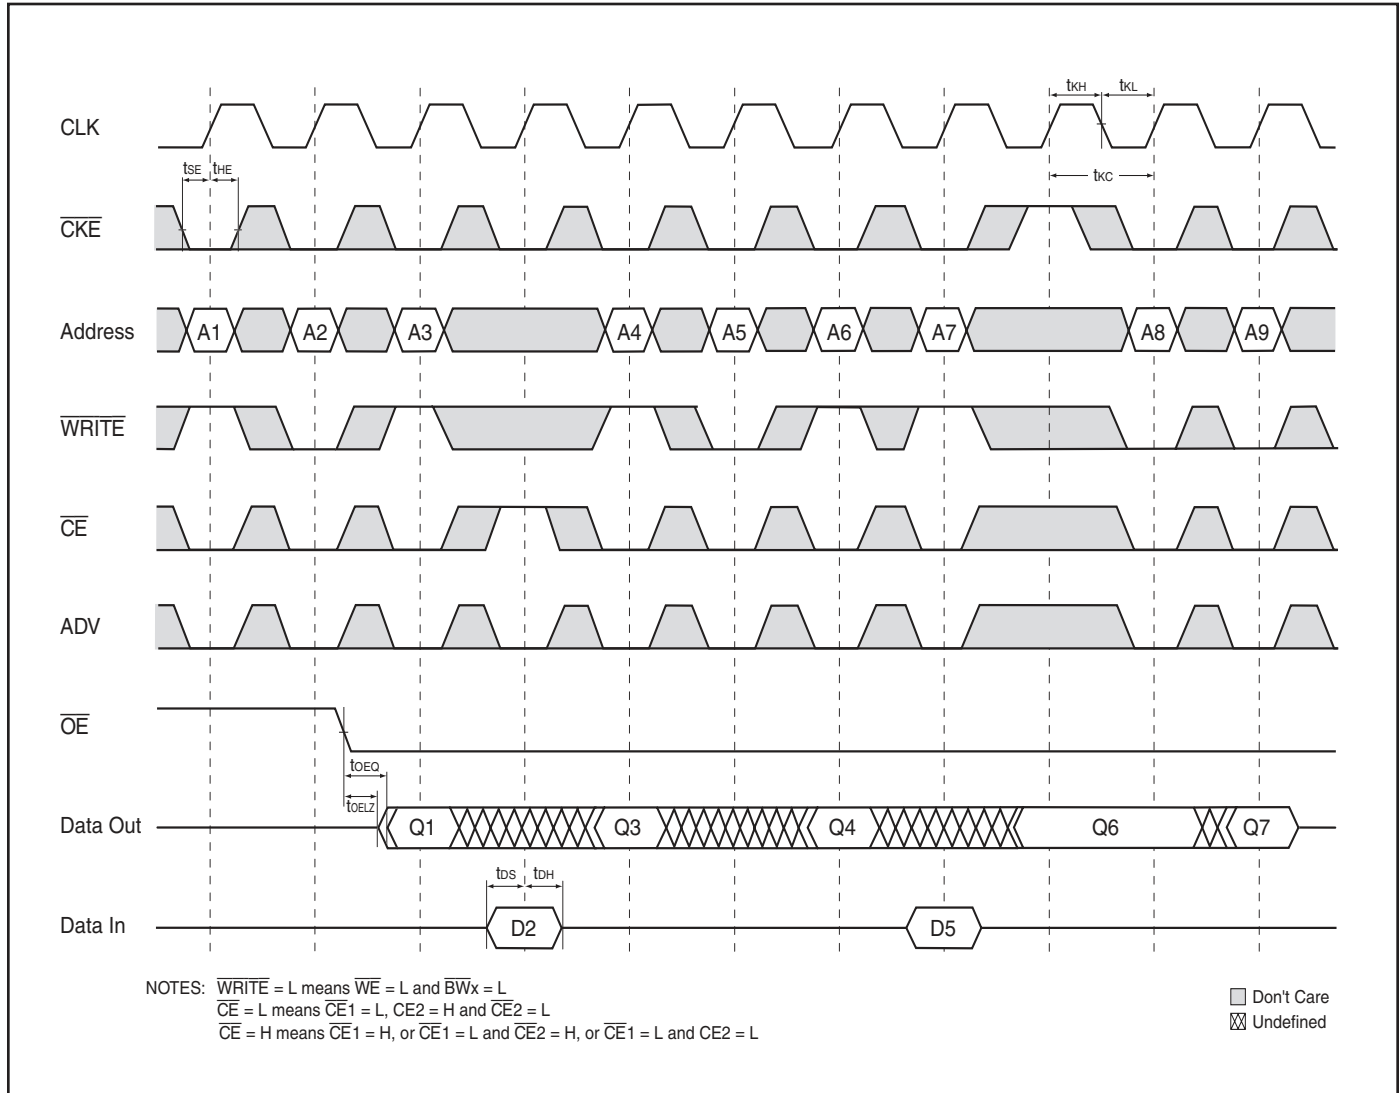 tKH tKL
CLK
tSE tHE
tKC
CKE
Address A1 A2 A3 A4 A5 A6 A7 A8 A9
WRITE
CE
ADV
OE
tOEQ
tOELZ
Data Out Q1 Q3 Q4 Q6 Q7
tDS tDH
Data In D2 D5
NOTES: WRITE = L means WE = L and BWx = L
CE = L means CE1 = L, CE2 = H and CE2 = L
CE = H means CE1 = H, or CE1 = L and CE2 = H, or CE1 = L and CE2 = L
Don't Care
Undefined